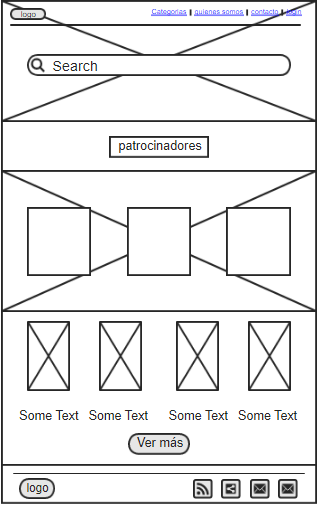 logo
Categorias | quienes somos | contacto | login
Search
patrocinadores
Some Text Some Text Some Text Some Text
Ver más
logo